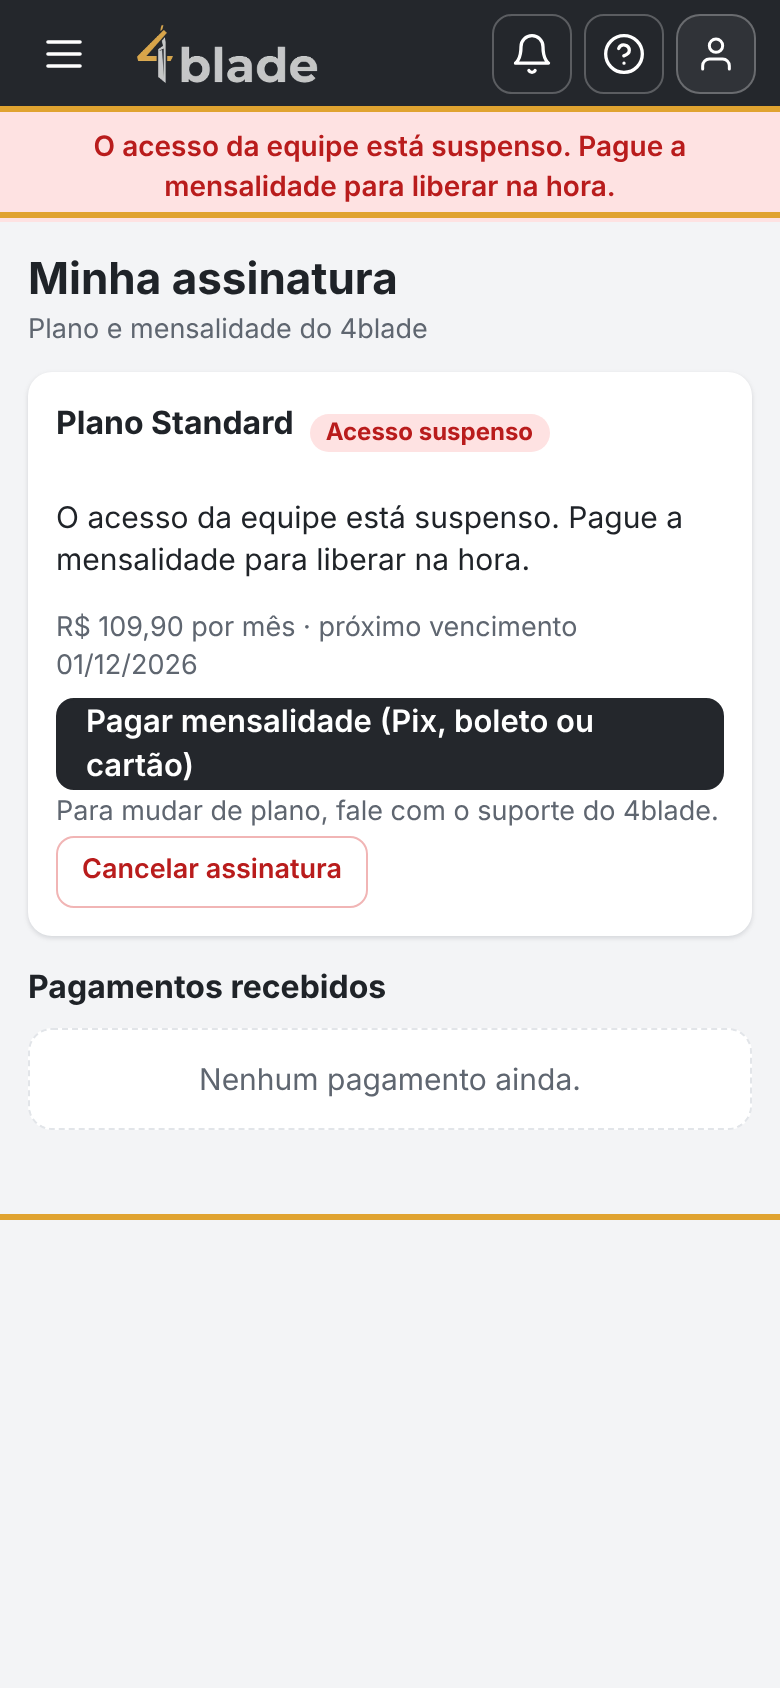 4blade
O acesso da equipe está suspenso. Pague a
mensalidade para liberar na hora.
Minha assinatura
Plano e mensalidade do 4blade
Plano Standard
Acesso suspenso
O acesso da equipe está suspenso. Pague a
mensalidade para liberar na hora.
R$ 109,90 por mês · próximo vencimento
01/12/2026
Pagar mensalidade (Pix, boleto ou
cartão)
Para mudar de plano, fale com o suporte do 4blade.
Cancelar assinatura
Pagamentos recebidos
Nenhum pagamento ainda.